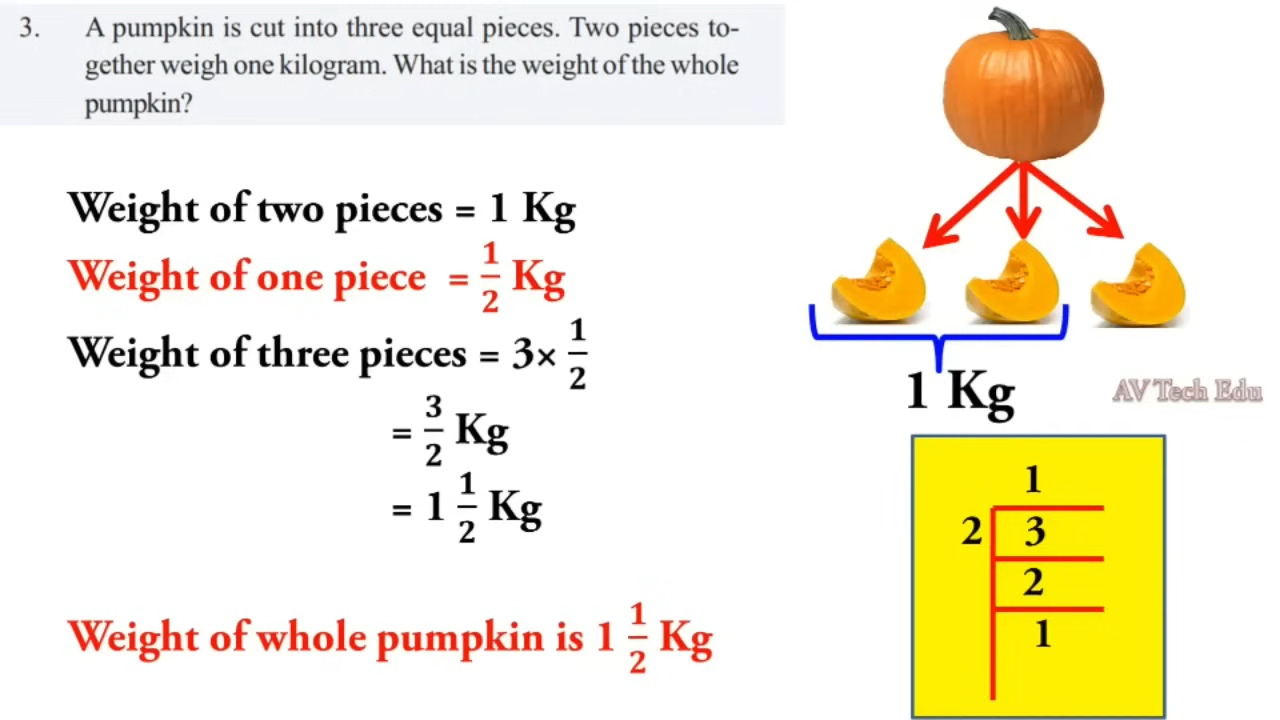 3. A pumpkin is cut into three equal pieces. Two pieces to-
gether weigh one kilogram. What is the weight of the whole
pumpkin?
Weight of two pieces = 1 Kg
Weight of one piece = 1/2 Kg
Weight of three pieces = 3× 1/2
= 3/2 Kg
= 1 1/2 Kg
Weight of whole pumpkin is 1 1/2 Kg
1 Kg
AV Tech Edu
1
2 3
2
1